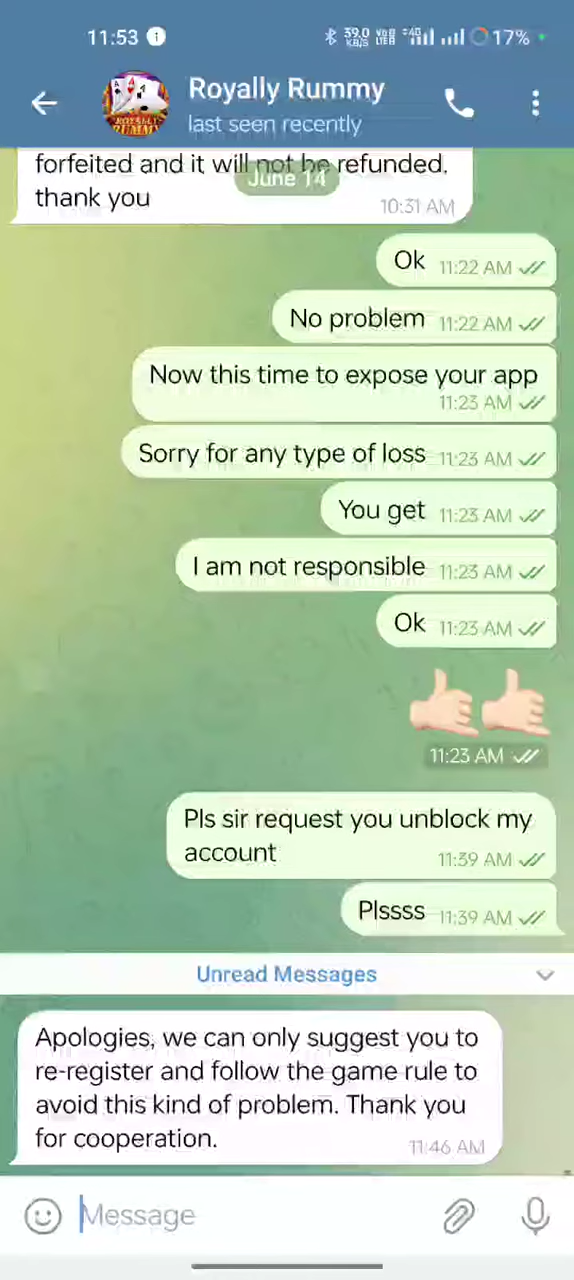 11:53
39.0 KB/S
4G
17%
Royally Rummy
last seen recently
forfeited and it will not be refunded.
June 14
thank you
10:31 AM
Ok 11:22 AM
No problem 11:22 AM
Now this time to expose your app
11:23 AM
Sorry for any type of loss 11:23 AM
You get 11:23 AM
I am not responsible 11:23 AM
Ok 11:23 AM
11:23 AM
Pls sir request you unblock my
account 11:39 AM
Plssss 11:39 AM
Unread Messages
Apologies, we can only suggest you to
re-register and follow the game rule to
avoid this kind of problem. Thank you
for cooperation. 11:46 AM
Message